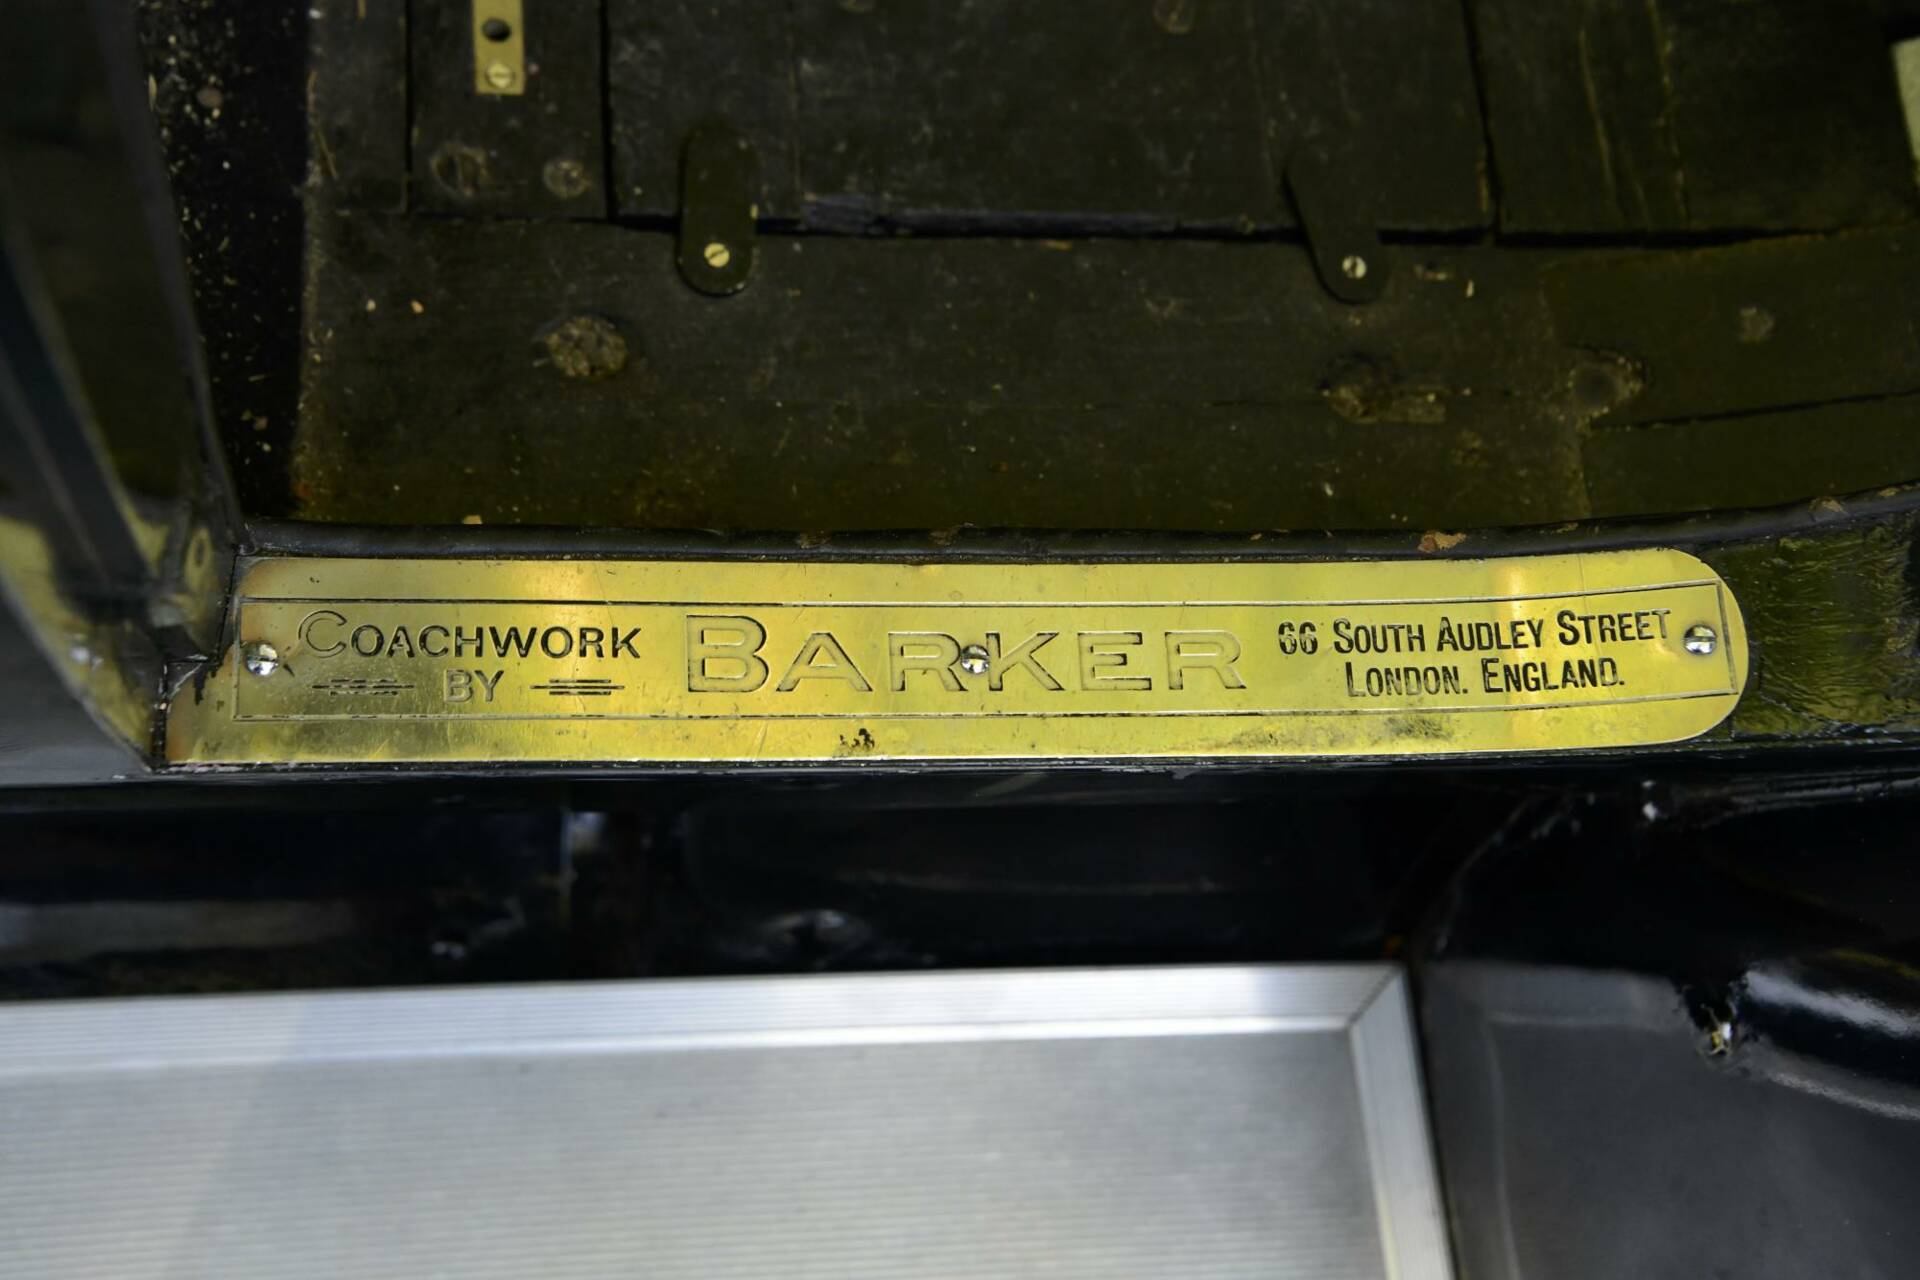 COACHWORK
BY
BARKER
66 SOUTH AUDLEY STREET
LONDON. ENGLAND.